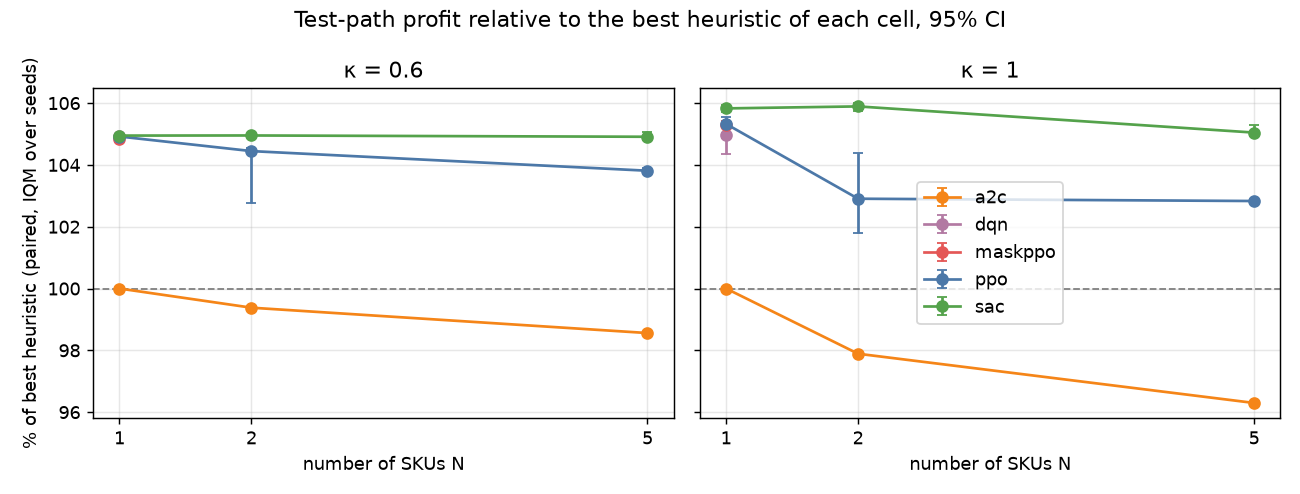 Test-path profit relative to the best heuristic of each cell, 95% CI
% of best heuristic (paired, IQM over seeds)
κ = 0.6
106
104
102
100
98
96
1
2
5
number of SKUs N
κ = 1
a2c
dqn
maskppo
ppo
sac
1
2
5
number of SKUs N